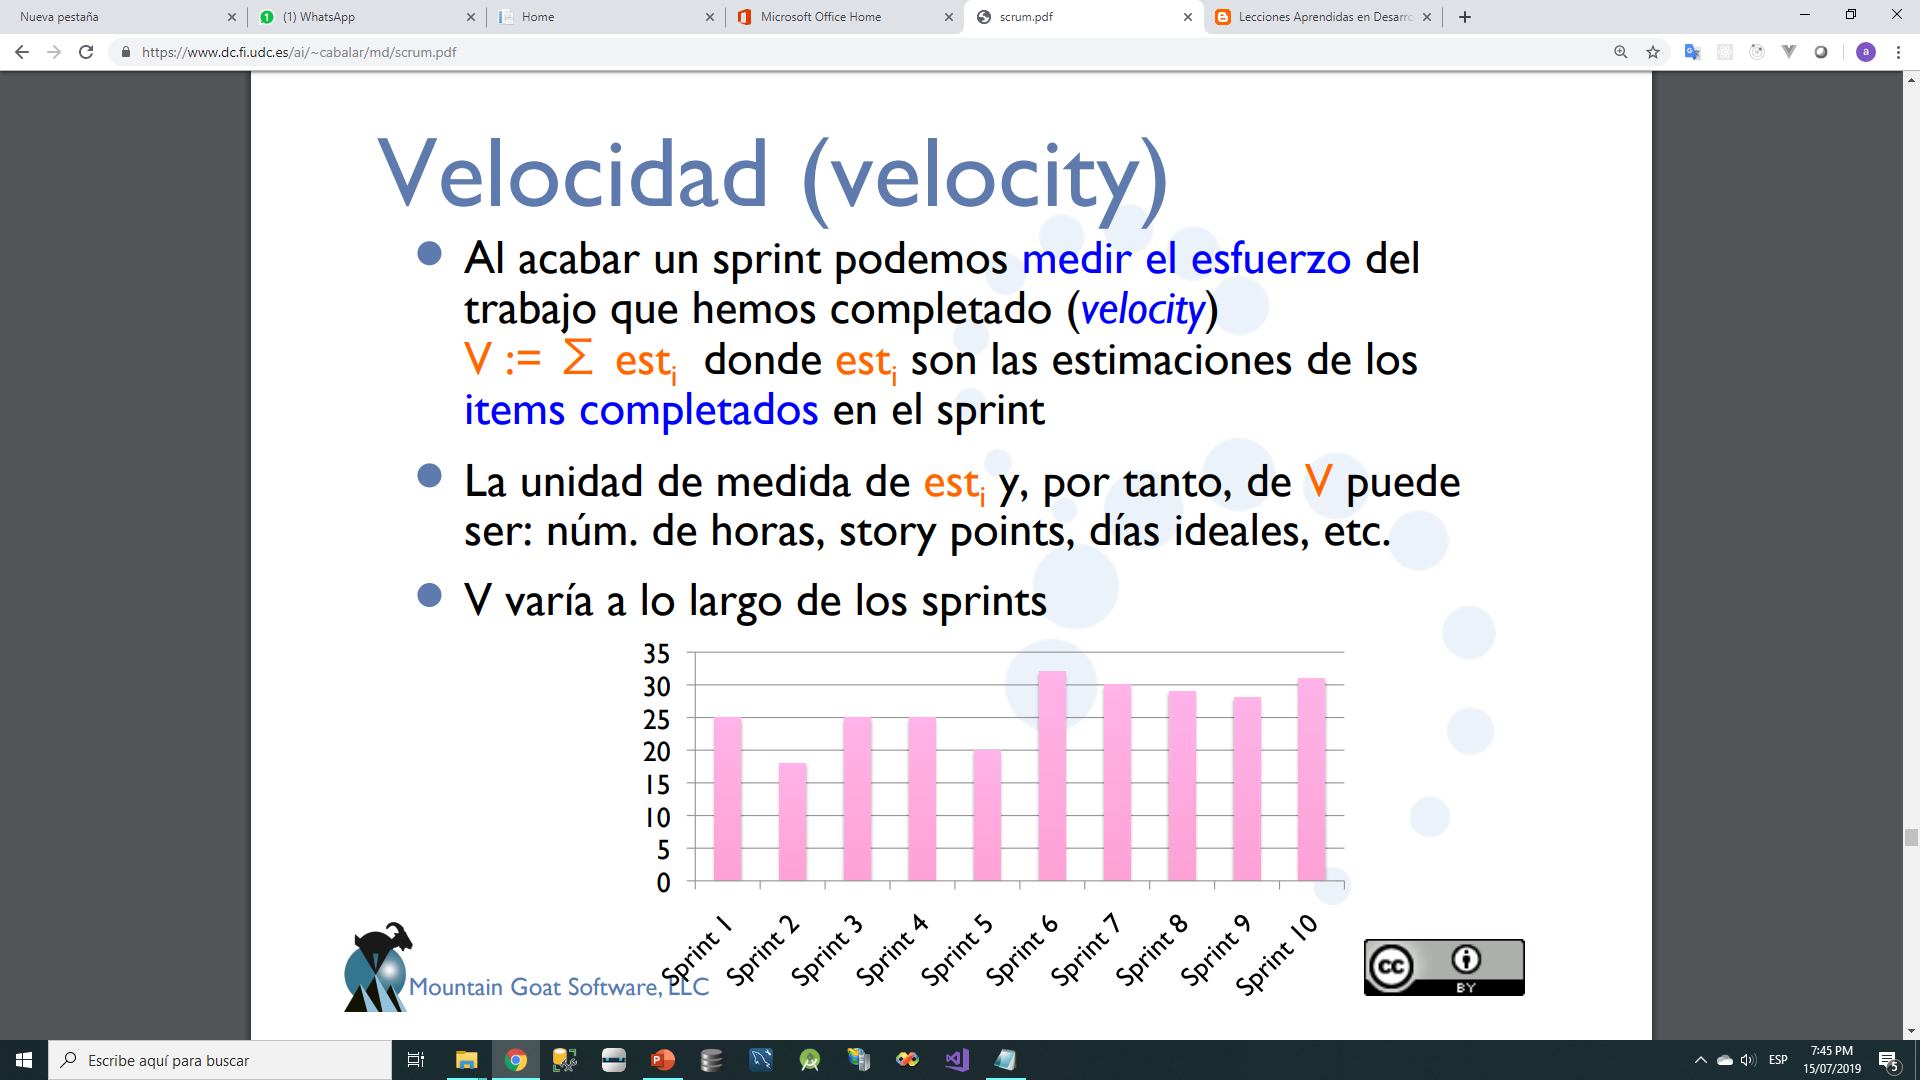 Nueva pestaña
(1) WhatsApp
Home
Microsoft Office Home
scrum.pdf
Lecciones Aprendidas en Desarro
https://www.dc.fi.udc.es/ai/~cabalar/md/scrum.pdf
a
Velocidad (velocity)
Al acabar un sprint podemos medir el esfuerzo del
trabajo que hemos completado (velocity)
V := Σ estᵢ donde estᵢ son las estimaciones de los
items completados en el sprint
La unidad de medida de estᵢ y, por tanto, de V puede
ser: núm. de horas, story points, días ideales, etc.
V varía a lo largo de los sprints
35
30
25
20
15
10
5
0
Sprint 1
Sprint 2
Sprint 3
Sprint 4
Sprint 5
Sprint 6
Sprint 7
Sprint 8
Sprint 9
Sprint 10
Mountain Goat Software, LLC
cc
BY
Escribe aquí para buscar
ESP
7:45 PM
15/07/2019
5